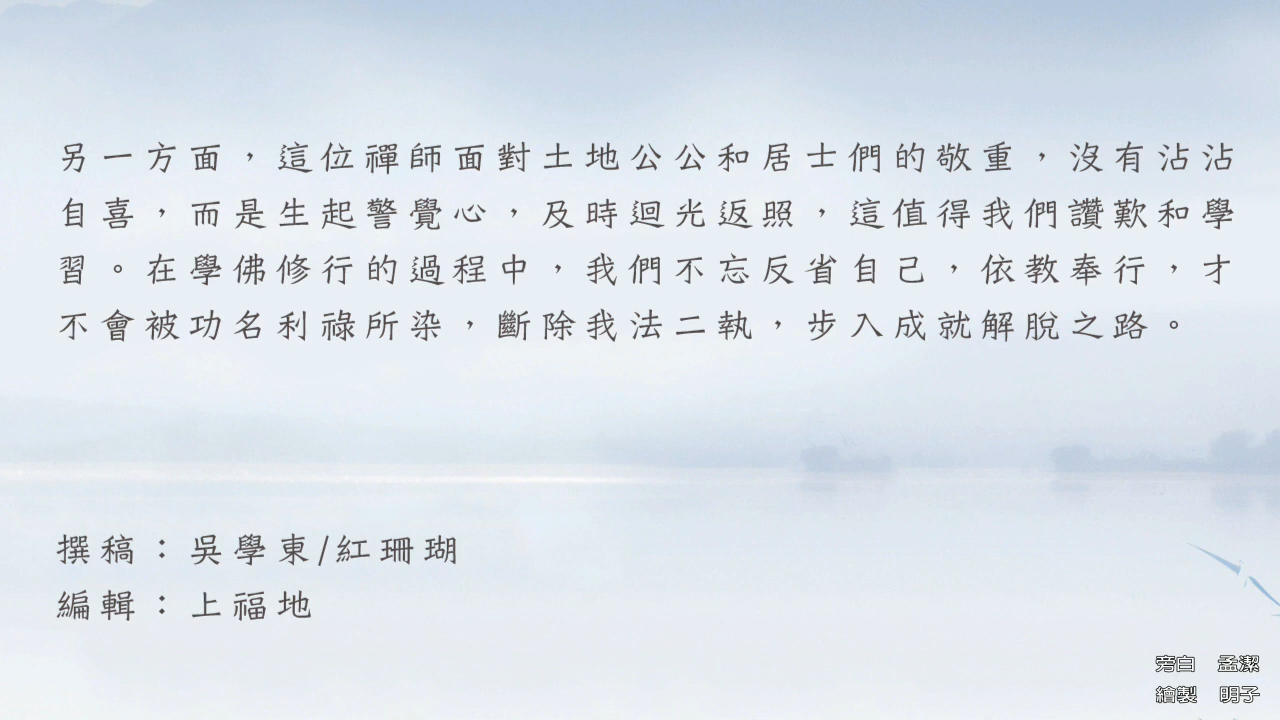 另一方面，這位禪師面對土地公公和居士們的敬重，沒有沾沾
自喜，而是生起警覺心，及時迴光返照，這值得我們讚歎和學
習。在學佛修行的過程中，我們不忘反省自己，依教奉行，才
不會被功名利祿所染，斷除我法二執，步入成就解脫之路。
撰稿：吳學東/紅珊瑚
編輯：上福地
旁白　孟潔
繪製　明子